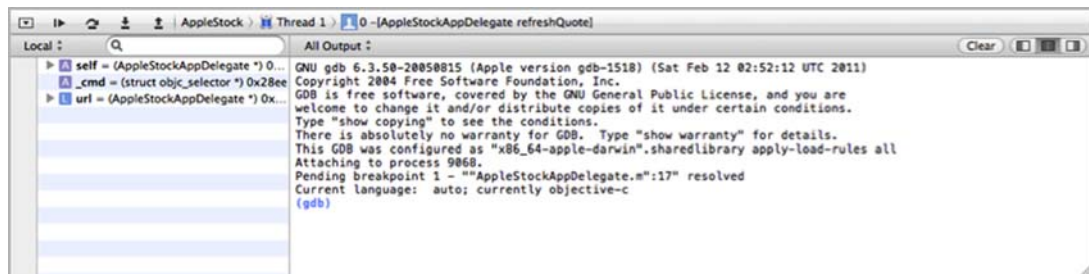 AppleStock 〉 Thread 1 〉 0 -[AppleStockAppDelegate refreshQuote]
Local
All Output
Clear
A self = (AppleStockAppDelegate *) 0...
A _cmd = (struct objc_selector *) 0x28ee
L url = (AppleStockAppDelegate *) 0x...
GNU gdb 6.3.50-20050815 (Apple version gdb-1518) (Sat Feb 12 02:52:12 UTC 2011)
Copyright 2004 Free Software Foundation, Inc.
GDB is free software, covered by the GNU General Public License, and you are
welcome to change it and/or distribute copies of it under certain conditions.
Type "show copying" to see the conditions.
There is absolutely no warranty for GDB.  Type "show warranty" for details.
This GDB was configured as "x86_64-apple-darwin".sharedlibrary apply-load-rules all
Attaching to process 9068.
Pending breakpoint 1 - ""AppleStockAppDelegate.m":17" resolved
Current language:  auto; currently objective-c
(gdb)